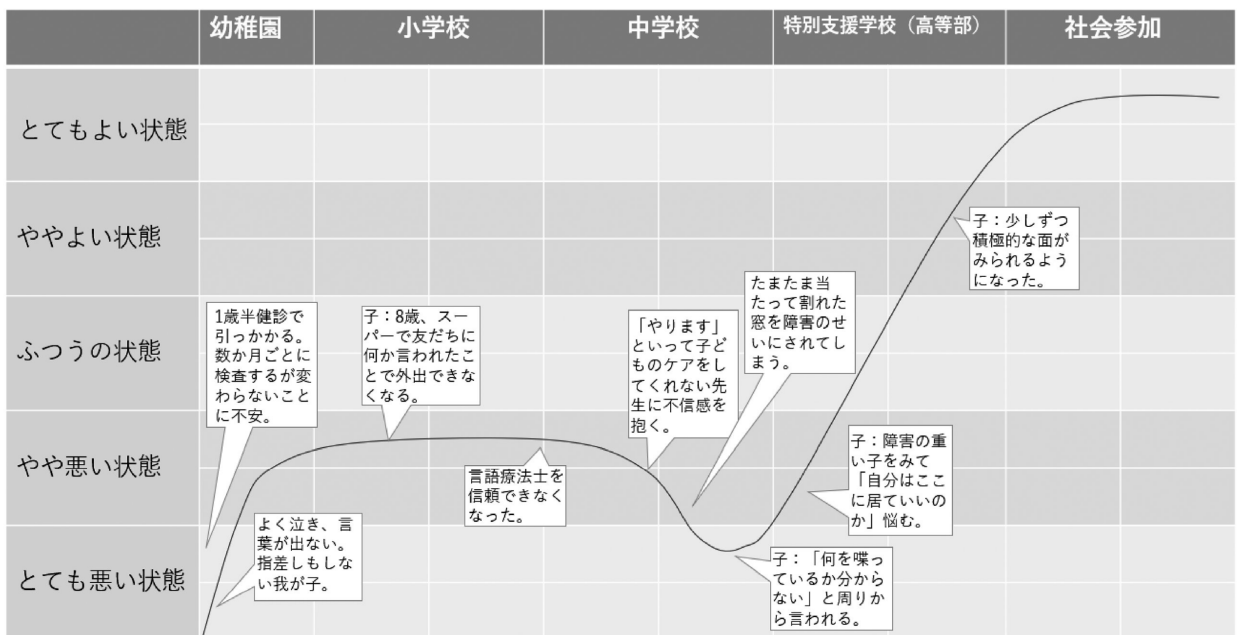 幼稚園
小学校
中学校
特別支援学校（高等部）
社会参加
とてもよい状態
ややよい状態
ふつうの状態
やや悪い状態
とても悪い状態
1歳半健診で
引っかかる。
数か月ごとに
検査するが変
わらないこと
に不安。
よく泣き、言
葉が出ない。
指差しもしな
い我が子。
子：8歳、スー
パーで友だちに
何か言われたこ
とで外出できな
くなる。
言語療法士を
信頼できなく
なった。
「やります」
といって子ど
ものケアをし
てくれない先
生に不信感を
抱く。
たまたま当
たって割れた
窓を障害のせ
いにされてし
まう。
子：「何を喋っ
ているか分から
ない」と周りか
ら言われる。
子：障害の重
い子をみて
「自分はここ
に居ていいの
か」悩む。
子：少しずつ
積極的な面が
みられるよう
になった。